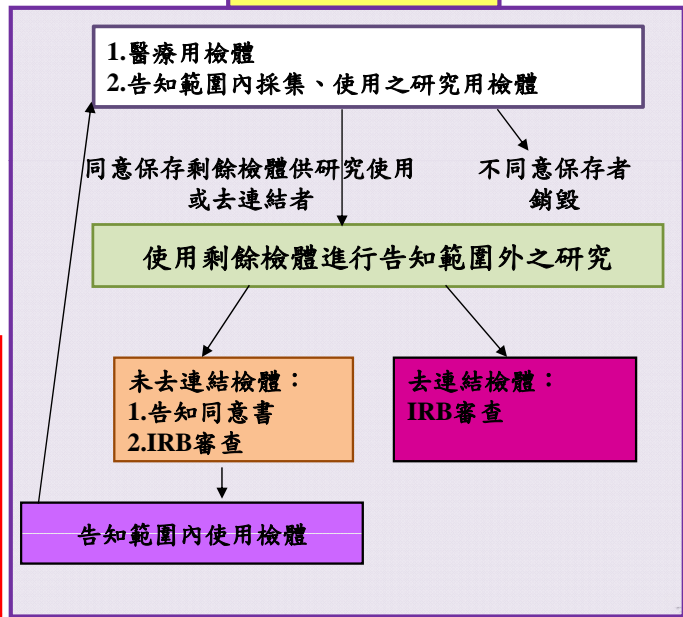 1.醫療用檢體
2.告知範圍內採集、使用之研究用檢體
同意保存剩餘檢體供研究使用
或去連結者
不同意保存者
銷毀
使用剩餘檢體進行告知範圍外之研究
未去連結檢體：
1.告知同意書
2.IRB審查
去連結檢體：
IRB審查
告知範圍內使用檢體